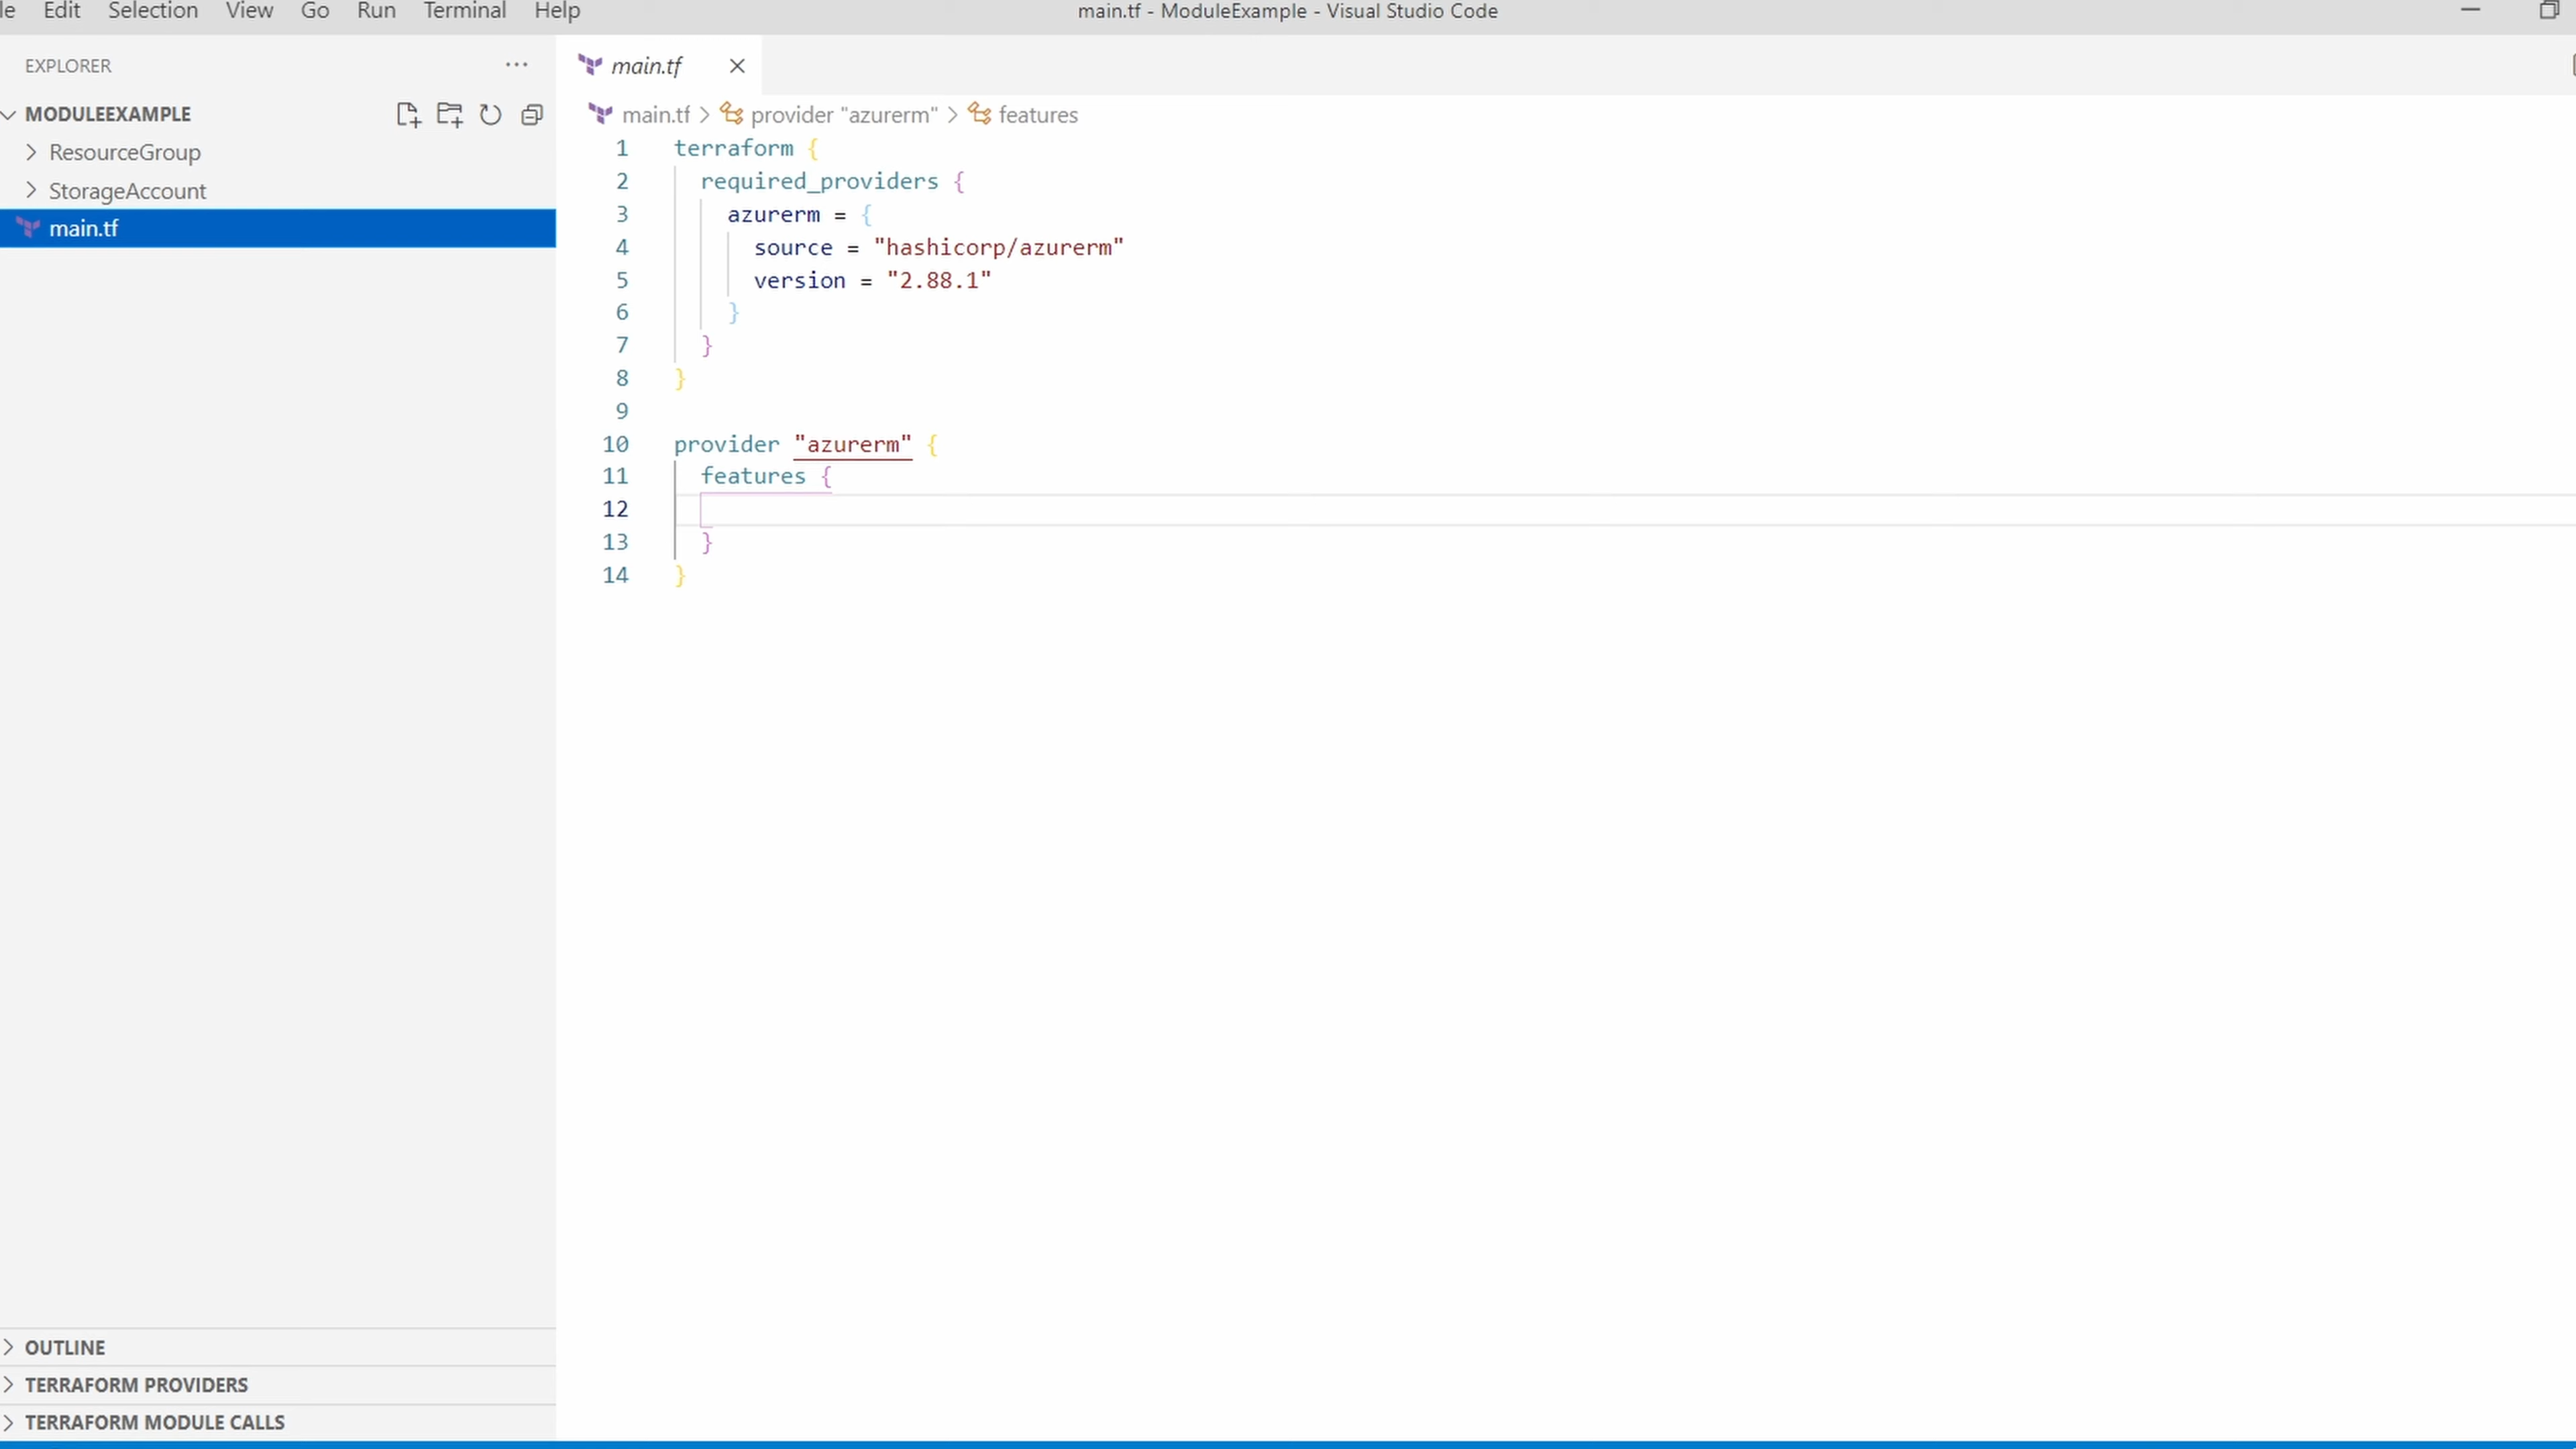 le Edit Selection View Go Run Terminal Help
main.tf - ModuleExample - Visual Studio Code
EXPLORER
MODULEEXAMPLE
ResourceGroup
StorageAccount
main.tf
OUTLINE
TERRAFORM PROVIDERS
TERRAFORM MODULE CALLS
main.tf
main.tf > provider "azurerm" > features
1 terraform {
2 required_providers {
3 azurerm = {
4 source = "hashicorp/azurerm"
5 version = "2.88.1"
6 }
7 }
8 }
9
10 provider "azurerm" {
11 features {
12
13 }
14 }